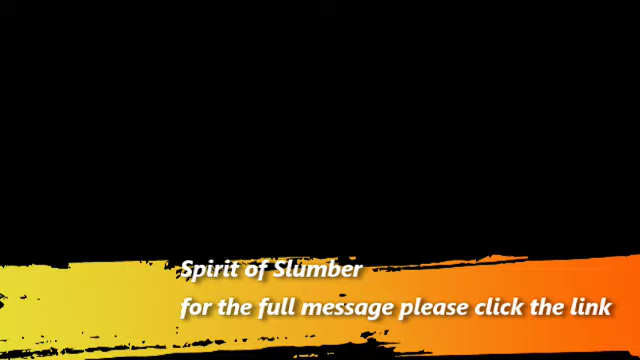 Spirit of Slumber
for the full message please click the link